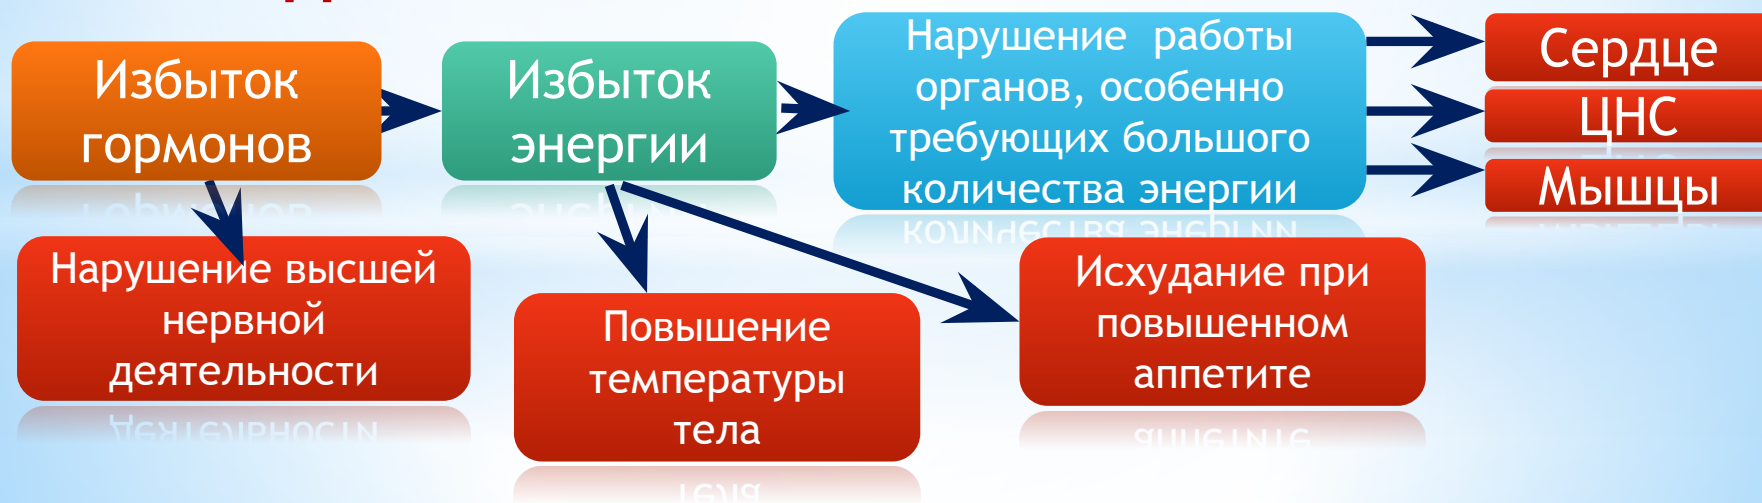 Избыток
гормонов
Избыток
энергии
Нарушение работы
органов, особенно
требующих большого
количества энергии
Сердце
ЦНС
Мышцы
Нарушение высшей
нервной
деятельности
Повышение
температуры
тела
Исхудание при
повышенном
аппетите